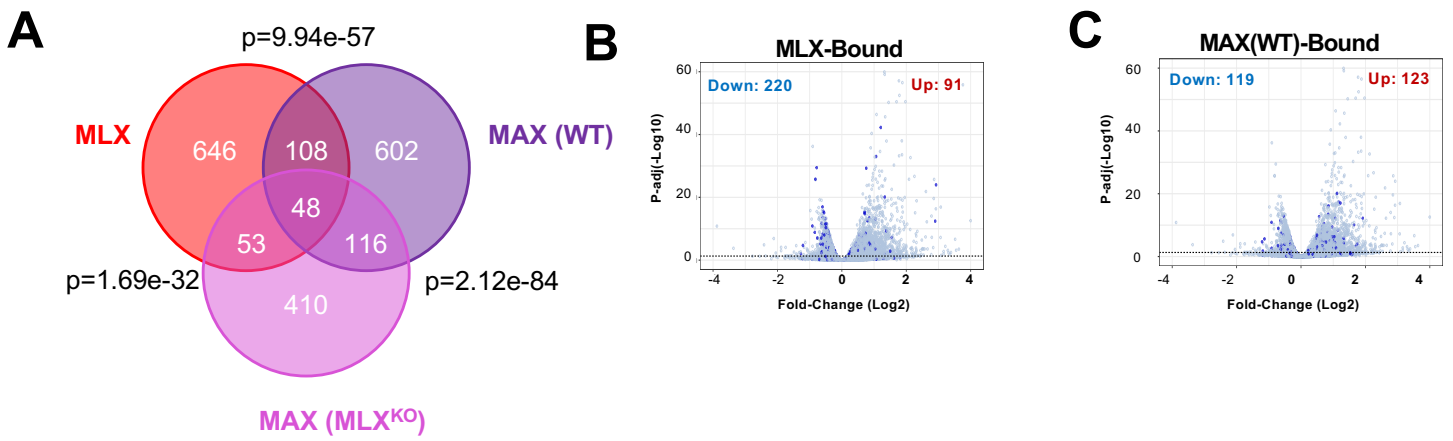 A
p=9.94e-57
MLX
MAX (WT)
646
108
602
48
53
116
p=1.69e-32
p=2.12e-84
410
MAX (MLXKO)
B
MLX-Bound
Down: 220
Up: 91
60
40
20
0
P-adj(-Log10)
-4
-2
0
2
4
Fold-Change (Log2)
C
MAX(WT)-Bound
Down: 119
Up: 123
60
40
20
0
P-adj(-Log10)
-4
-2
0
2
4
Fold-Change (Log2)